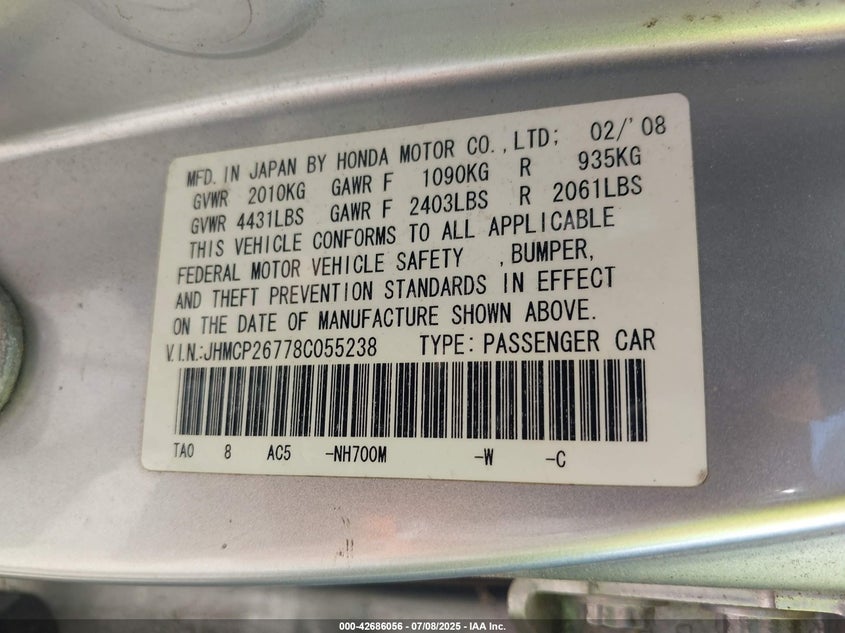 MFD. IN JAPAN BY HONDA MOTOR CO., LTD; 02/'08
GVWR 2010KG GAWR F 1090KG R 935KG
GVWR 4431LBS GAWR F 2403LBS R 2061LBS
THIS VEHICLE CONFORMS TO ALL APPLICABLE
FEDERAL MOTOR VEHICLE SAFETY , BUMPER,
AND THEFT PREVENTION STANDARDS IN EFFECT
ON THE DATE OF MANUFACTURE SHOWN ABOVE.
V.I.N.:JHMCP26778C055238 TYPE: PASSENGER CAR
TA0 8 AC5 -NH700M -W -C
000-42686056 - 07/08/2025 - IAA Inc.